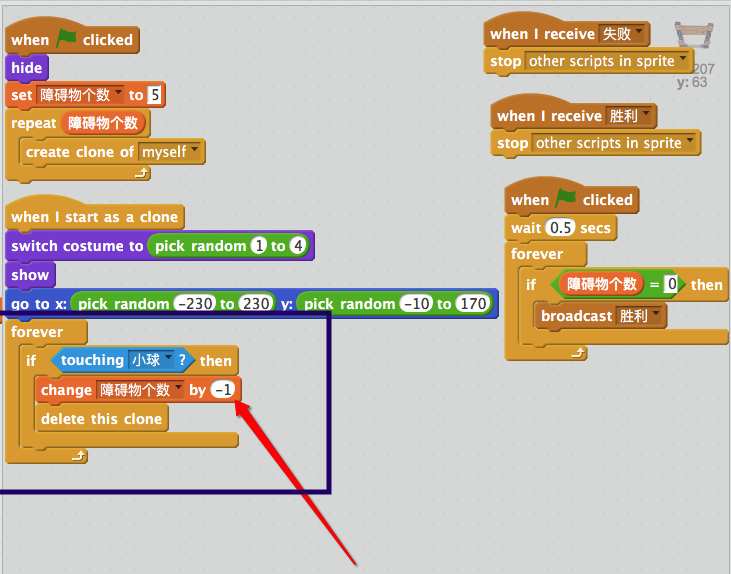 when clicked
hide
set 障碍物个数 to 5
repeat 障碍物个数
create clone of myself
when I start as a clone
switch costume to pick random 1 to 4
show
go to x: pick random -230 to 230 y: pick random -10 to 170
forever
if touching 小球 ? then
change 障碍物个数 by -1
delete this clone
when I receive 失败
stop other scripts in sprite
207
y: 63
when I receive 胜利
stop other scripts in sprite
when clicked
wait 0.5 secs
forever
if 障碍物个数 = 0 then
broadcast 胜利